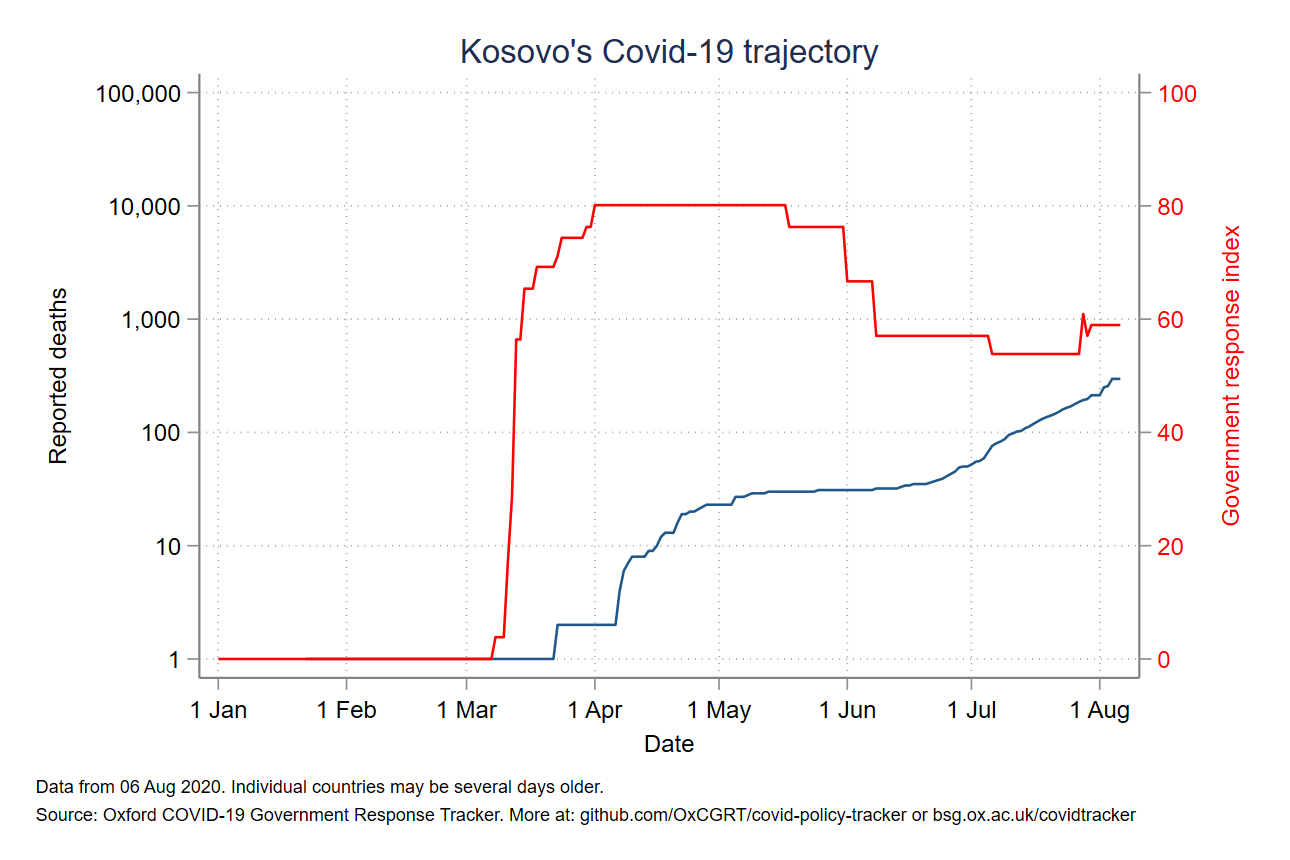 Kosovo's Covid-19 trajectory
100,000
10,000
1,000
100
10
1
Reported deaths
100
80
60
40
20
0
Government response index
1 Jan 1 Feb 1 Mar 1 Apr 1 May 1 Jun 1 Jul 1 Aug
Date
Data from 06 Aug 2020. Individual countries may be several days older.
Source: Oxford COVID-19 Government Response Tracker. More at: github.com/OxCGRT/covid-policy-tracker or bsg.ox.ac.uk/covidtracker